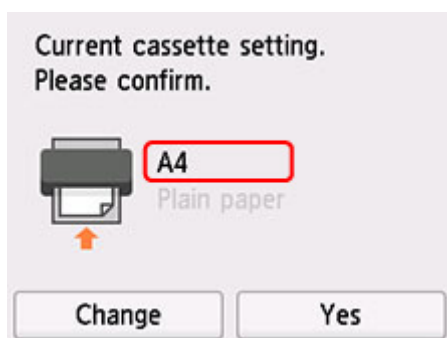 Current cassette setting.
Please confirm.
A4
Plain paper
Change
Yes